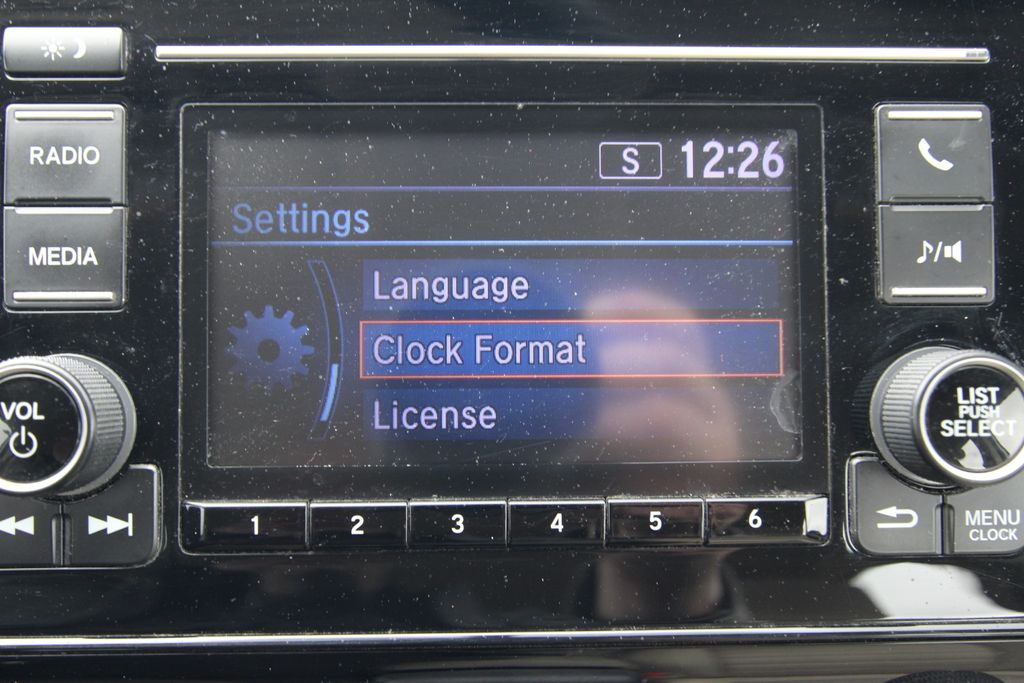 RADIO
MEDIA
S 12:26
Settings
Language
Clock Format
License
VOL
LIST
PUSH
SELECT
1 2 3 4 5 6
MENU
CLOCK